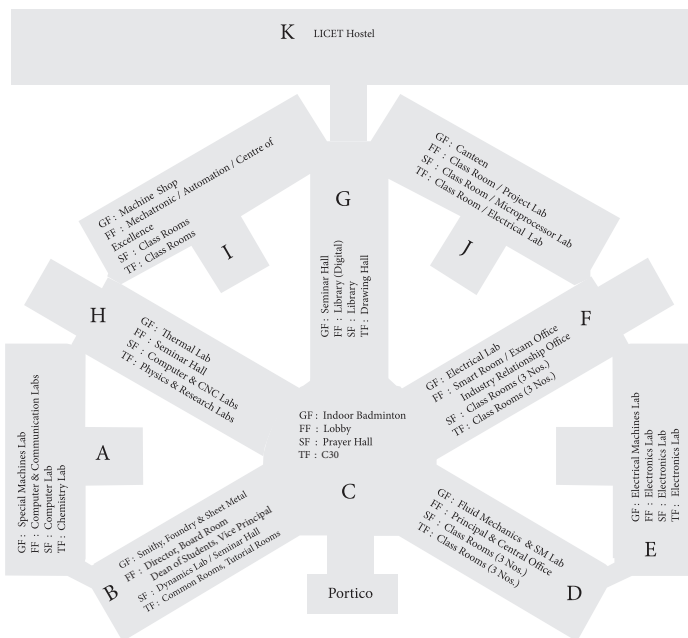 K LICET Hostel
GF : Machine Shop
FF : Mechatronic / Automation / Centre of
Excellence
SF : Class Rooms
TF : Class Rooms
I
GF : Canteen
FF : Class Room / Project Lab
SF : Class Room / Microprocessor Lab
TF : Class Room / Electrical Lab
J
G
GF : Seminar Hall
FF : Library (Digital)
SF : Library
TF : Drawing Hall
H
GF : Thermal Lab
FF : Seminar Hall
SF : Computer & CNC Labs
TF : Physics & Research Labs
F
GF : Electrical Lab
FF : Smart Room / Exam Office
Industry Relationship Office
SF : Class Rooms (3 Nos.)
TF : Class Rooms (3 Nos.)
A
GF : Special Machines Lab
FF : Computer & Communication Labs
SF : Computer Lab
TF : Chemistry Lab
GF : Indoor Badminton
FF : Lobby
SF : Prayer Hall
TF : C30
C
GF : Electrical Machines Lab
FF : Electronics Lab
SF : Electronics Lab
TF : Electronics Lab
E
GF : Smithy, Foundry & Sheet Metal
FF : Director, Board Room
Dean of Students, Vice Principal
SF : Dynamics Lab / Seminar Hall
TF : Common Rooms, Tutorial Rooms
B
GF : Fluid Mechanics & SM Lab
FF : Principal & Central Office
SF : Class Rooms (3 Nos.)
TF : Class Rooms (3 Nos.)
D
Portico